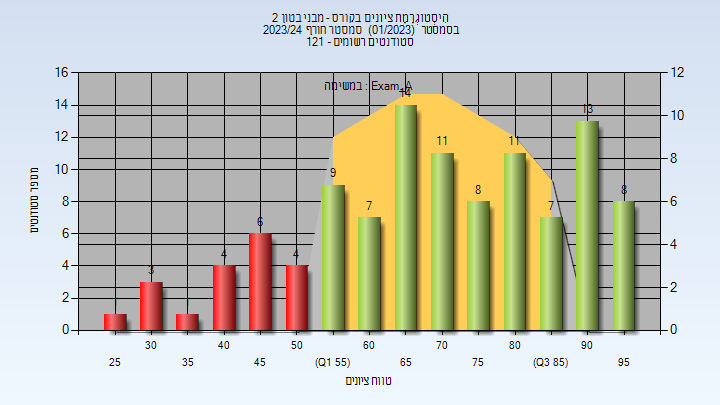 היסטוגרמת ציונים בקורס - מבני בטון 2
בסמסטר (01/2023) סמסטר חורף 2023/24
סטודנטים רשומים - 121
במשימה : Exam_A
מספר סטודנטים
16 14 12 10 8 6 4 2 0
12 10 8 6 4 2 0
3 4 6 4 9 7 14 11 8 11 7 13 8
30 40 50 60 70 80 90
25 35 45 (Q1 55) 65 75 (Q3 85) 95
טווח ציונים